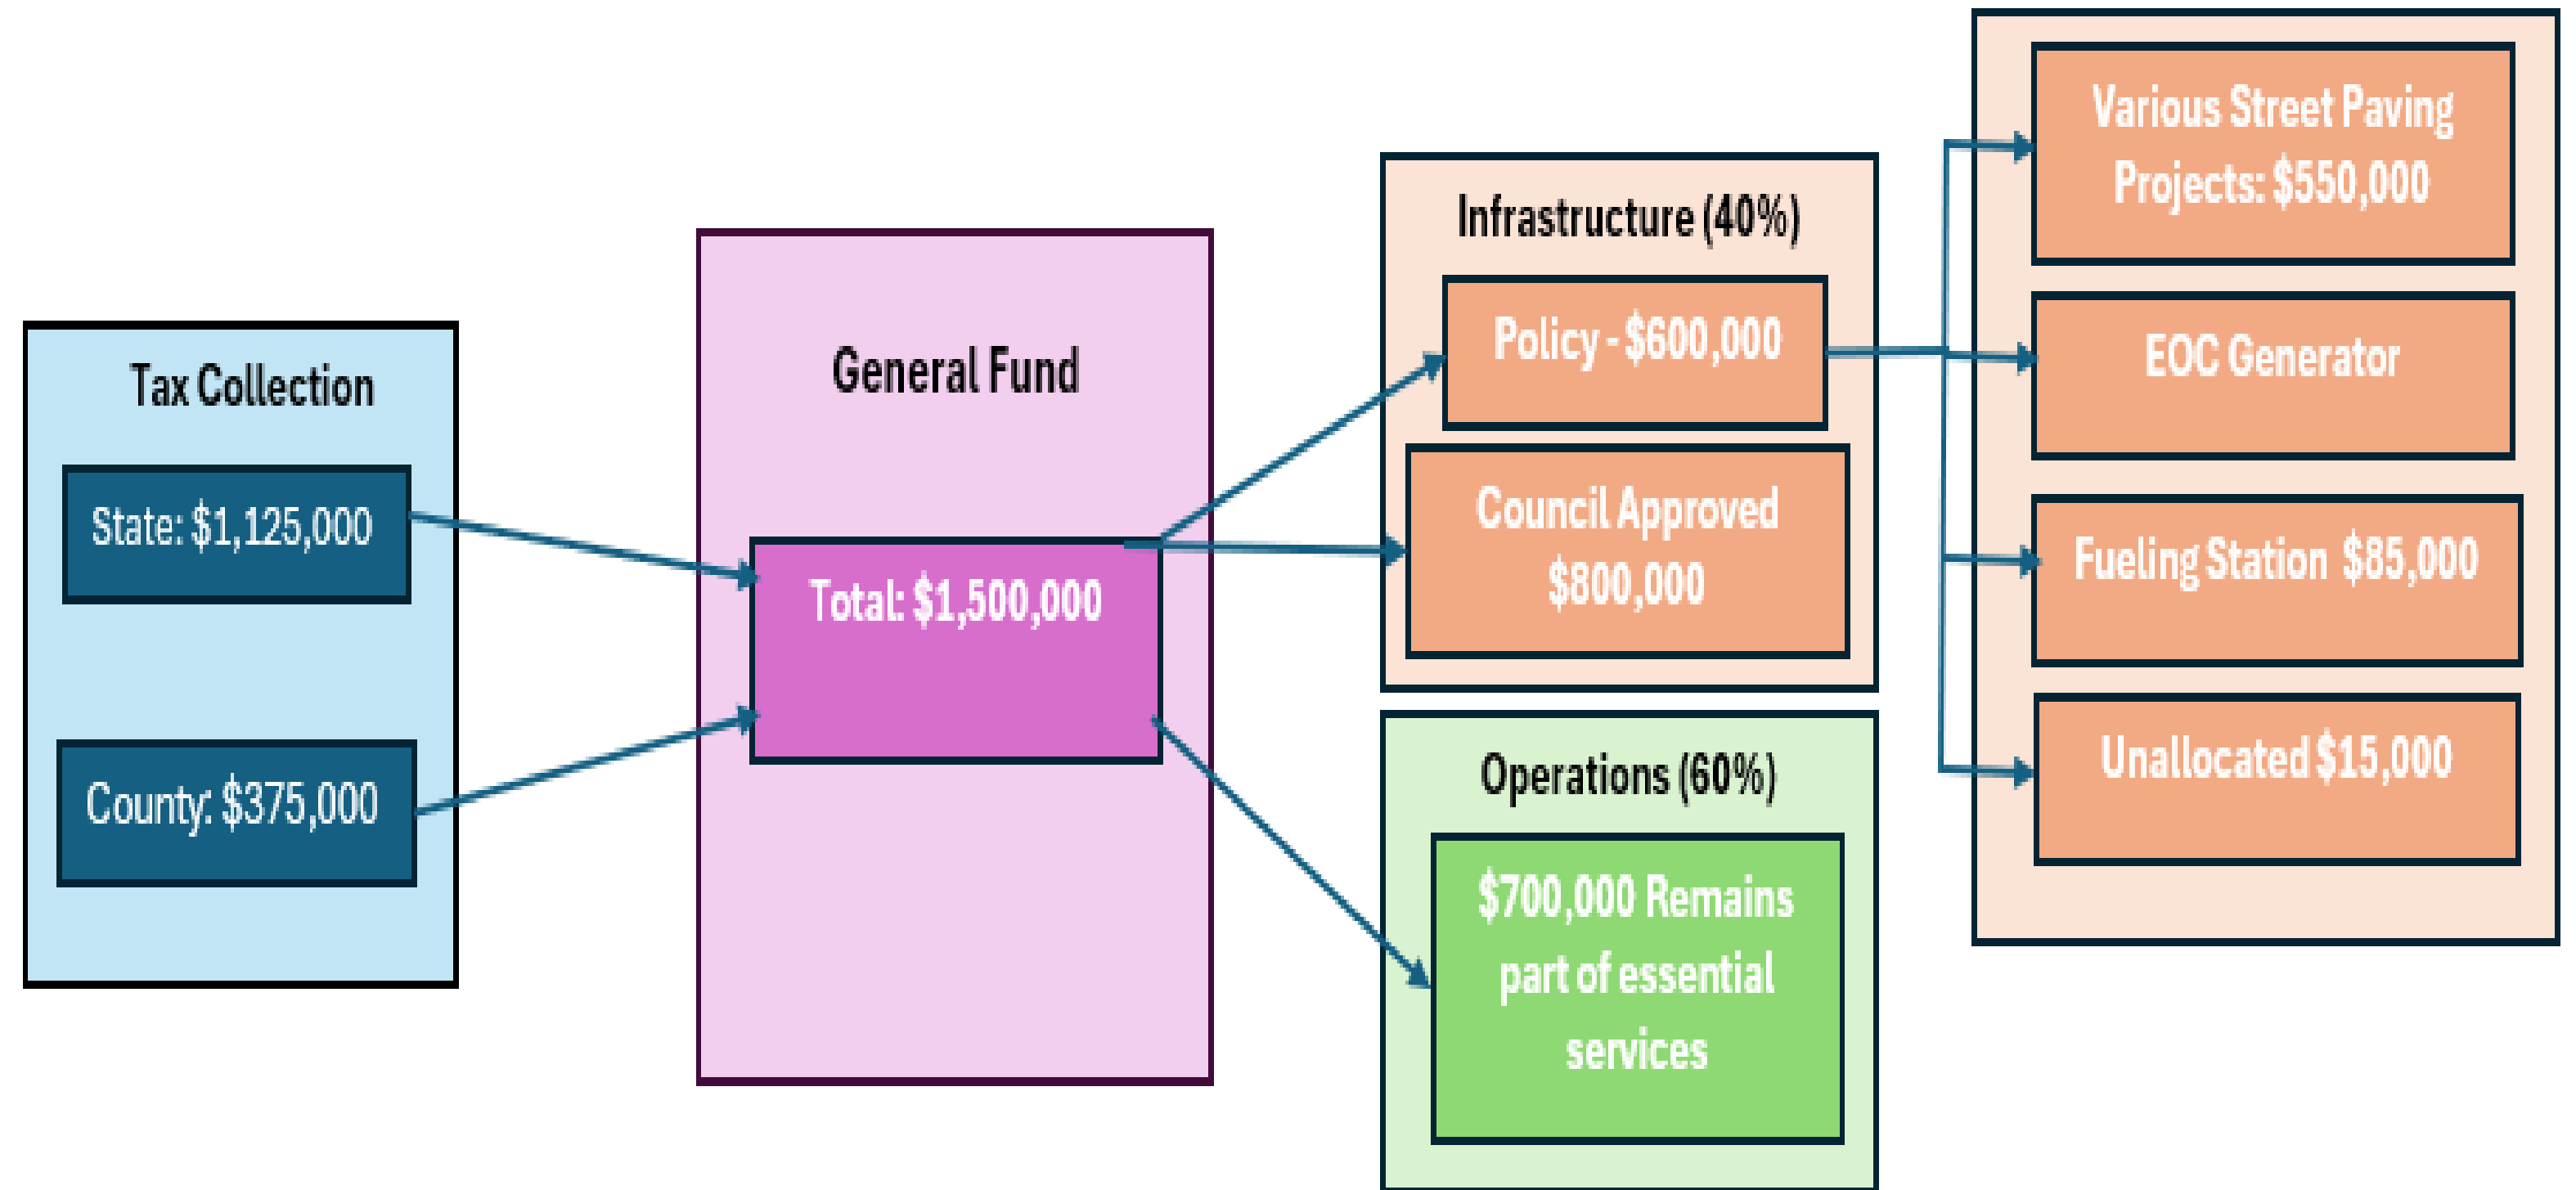 Tax Collection
State: $1,125,000
County: $375,000
General Fund
Total: $1,500,000
Infrastructure (40%)
Policy - $600,000
Council Approved
$800,000
Operations (60%)
$700,000 Remains
part of essential
services
Various Street Paving
Projects: $550,000
EOC Generator
Fueling Station $85,000
Unallocated $15,000